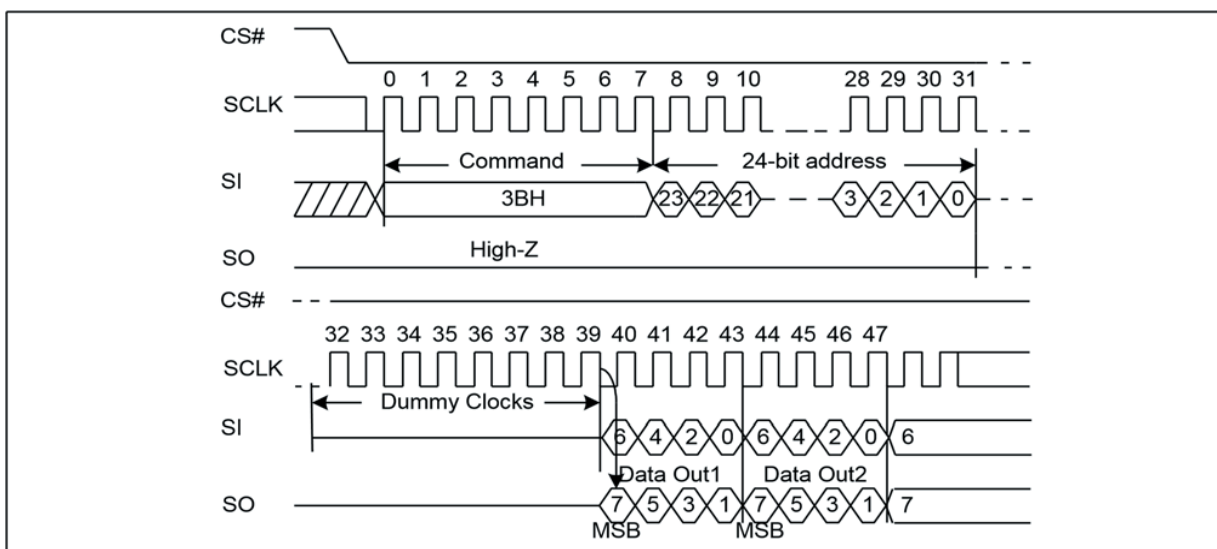 CS#
0 1 2 3 4 5 6 7 8 9 10 28 29 30 31
SCLK
Command 24-bit address
SI
3BH 23 22 21 3 2 1 0
High-Z
SO
CS#
32 33 34 35 36 37 38 39 40 41 42 43 44 45 46 47
SCLK
Dummy Clocks
SI 6 4 2 0 6 4 2 0 6
Data Out1 Data Out2
SO 7 5 3 1 7 5 3 1 7
MSB MSB